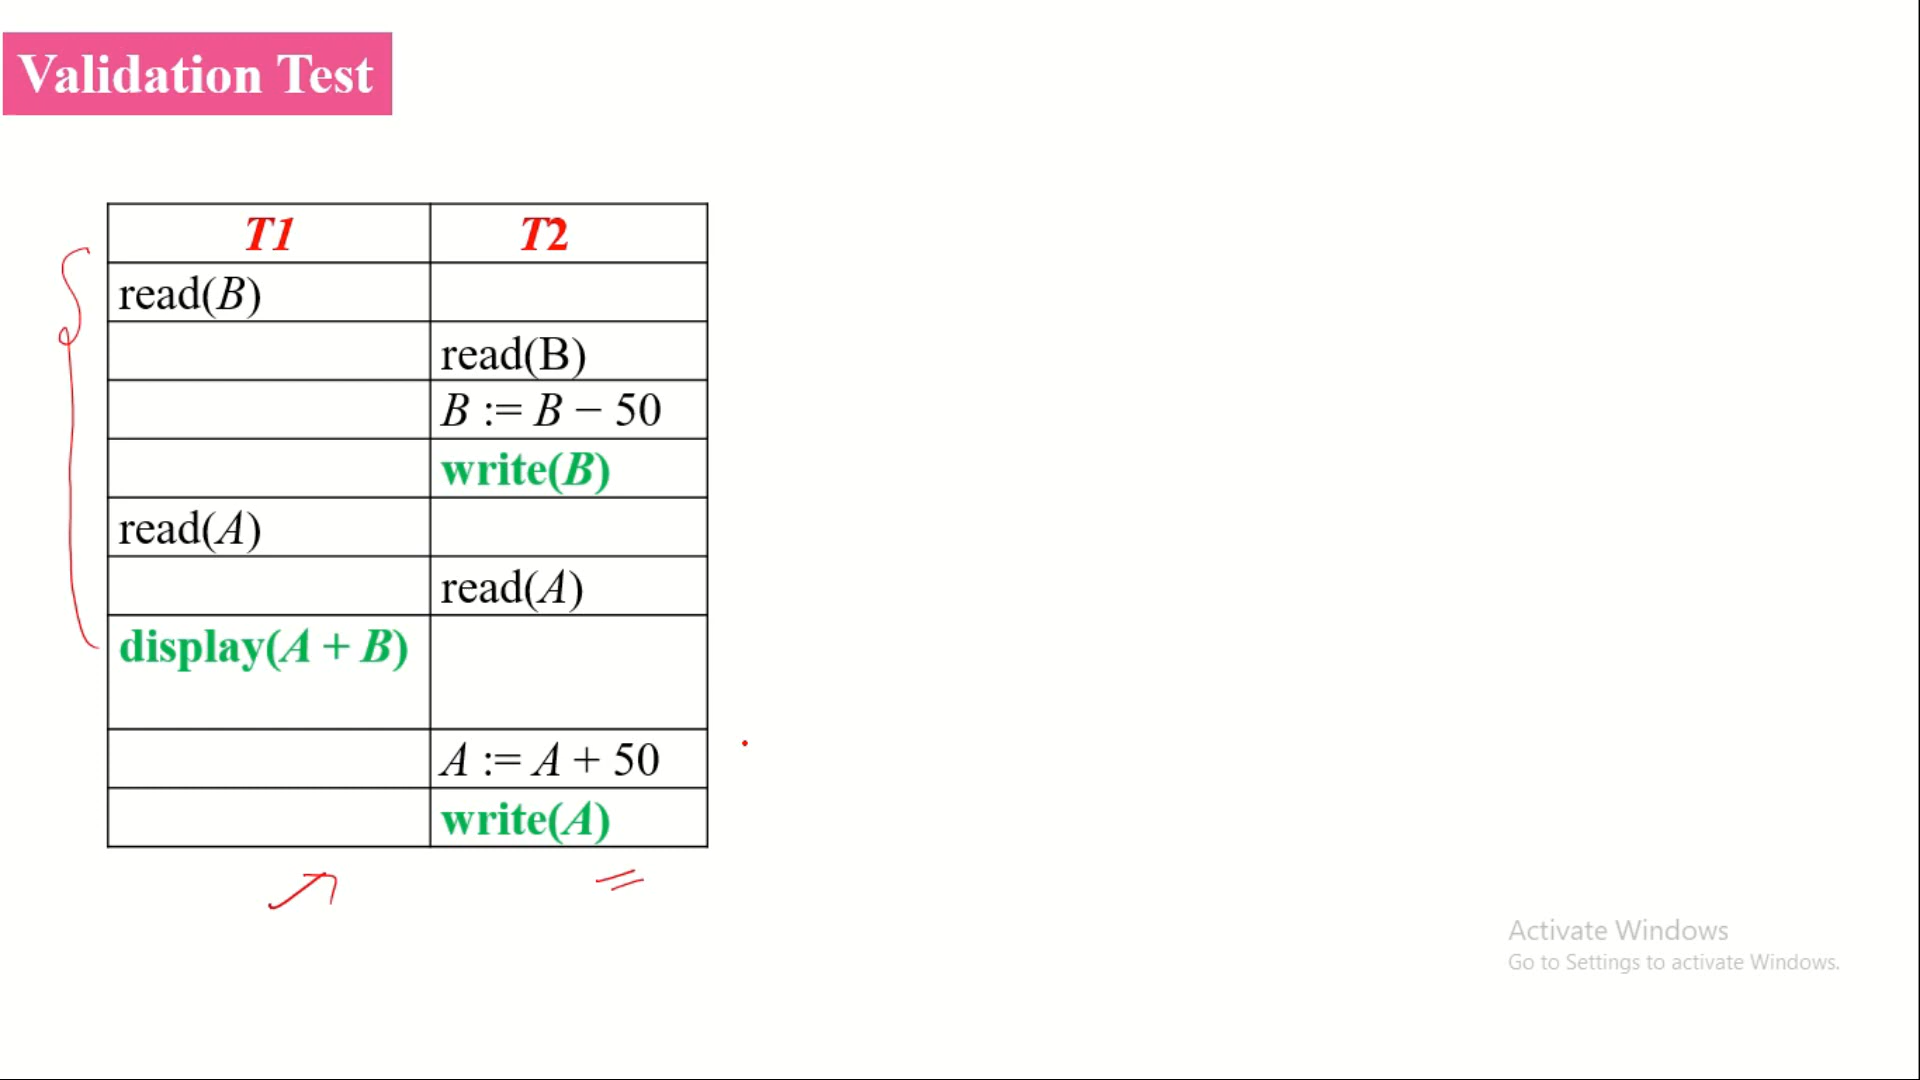 Validation Test
T1 T2
read(B)
read(B)
B := B − 50
write(B)
read(A)
read(A)
display(A + B)
A := A + 50
write(A)
Activate Windows
Go to Settings to activate Windows.